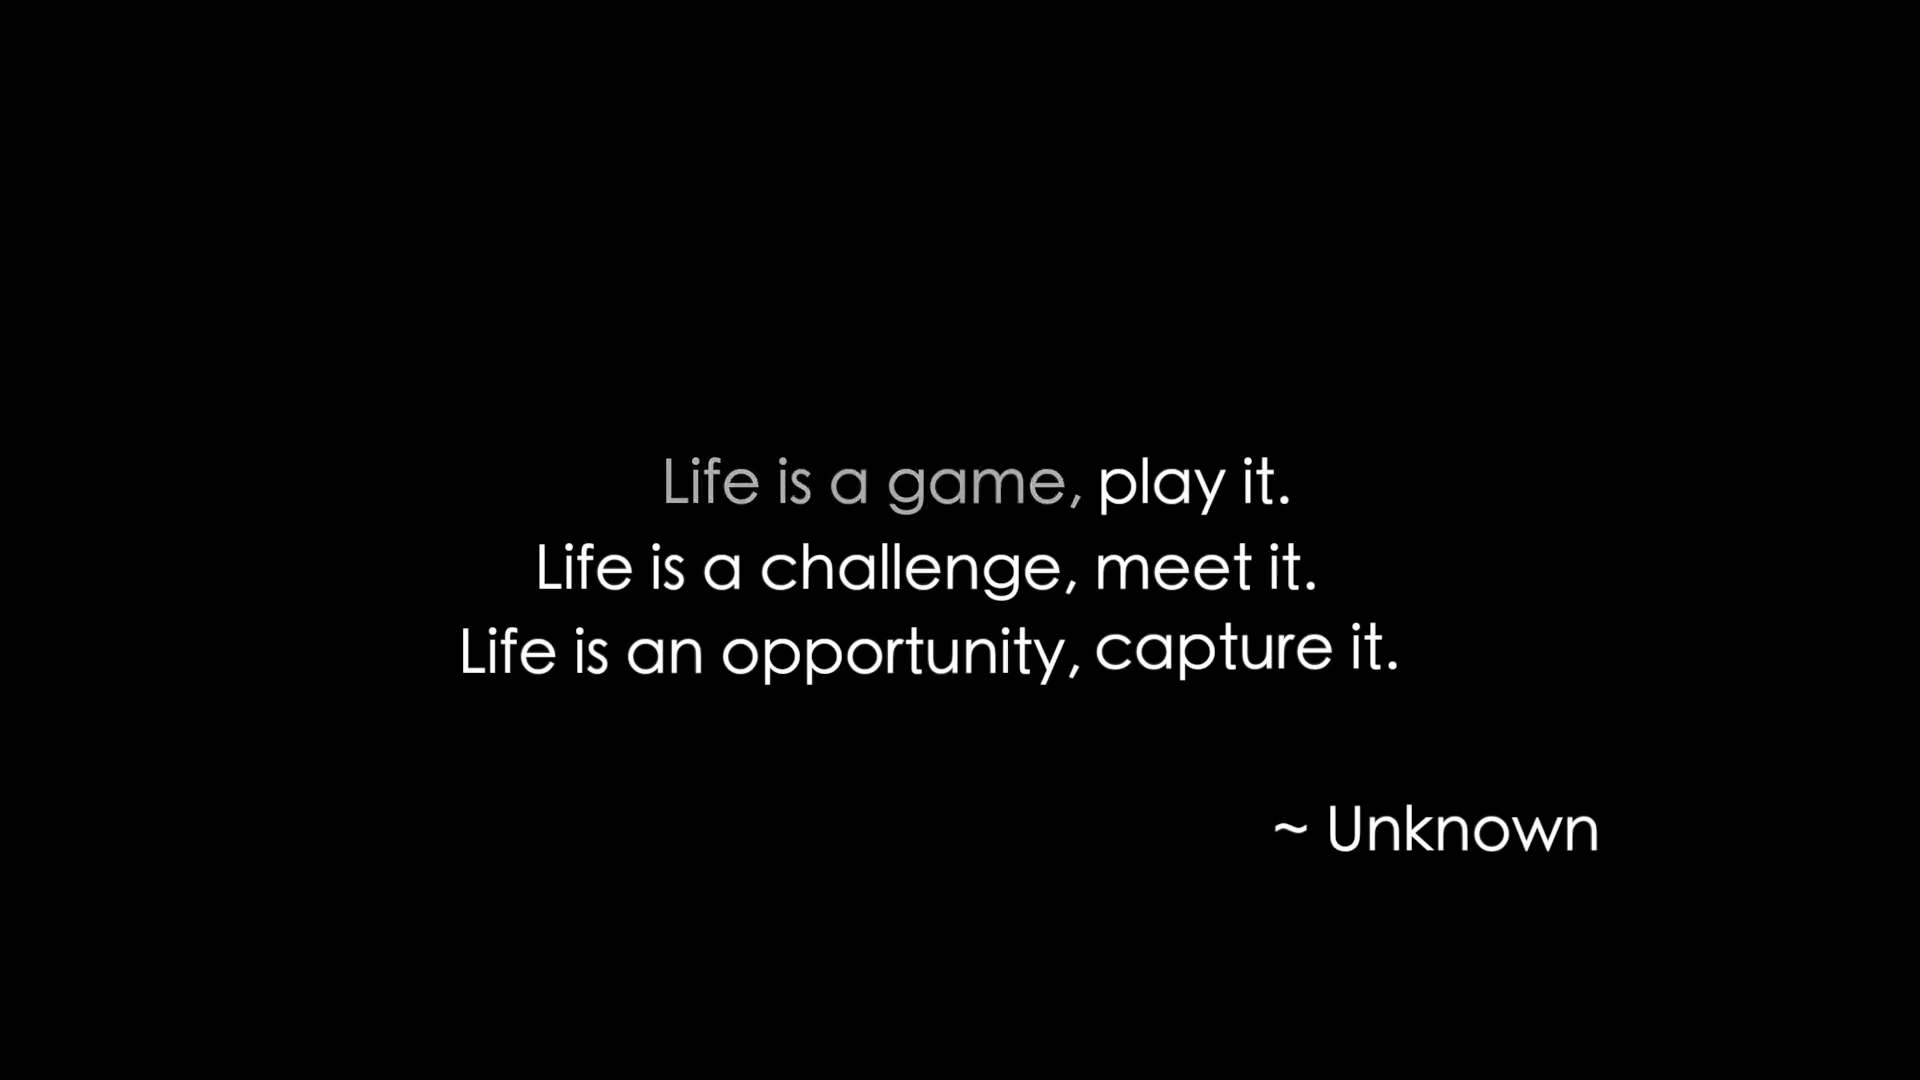 Life is a game, play it.
Life is a challenge, meet it.
Life is an opportunity, capture it.
~ Unknown